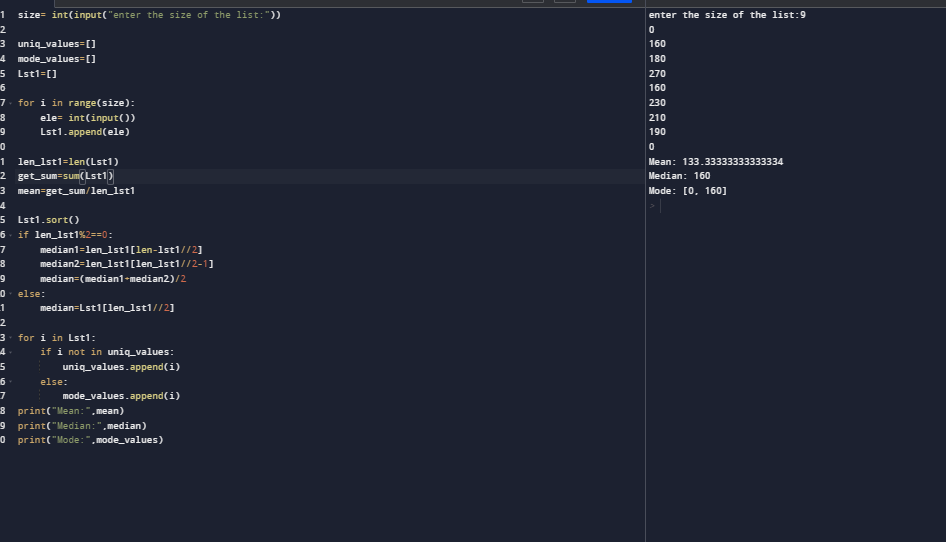 1 size= int(input("enter the size of the list:"))
2
3 uniq_values=[]
4 mode_values=[]
5 Lst1=[]
6
7 for i in range(size):
8     ele= int(input())
9     Lst1.append(ele)
0
1 len_lst1=len(Lst1)
2 get_sum=sum(Lst1)
3 mean=get_sum/len_lst1
4
5 Lst1.sort()
6 if len_lst1%2==0:
7     median1=len_lst1[len-lst1//2]
8     median2=len_lst1[len_lst1//2-1]
9     median=(median1+median2)/2
0 else:
1     median=Lst1[len_lst1//2]
2
3 for i in Lst1:
4     if i not in uniq_values:
5         uniq_values.append(i)
6     else:
7         mode_values.append(i)
8 print("Mean:",mean)
9 print("Median:",median)
0 print("Mode:",mode_values)
enter the size of the list:9
0
160
180
270
160
230
210
190
0
Mean: 133.33333333333334
Median: 160
Mode: [0, 160]
>